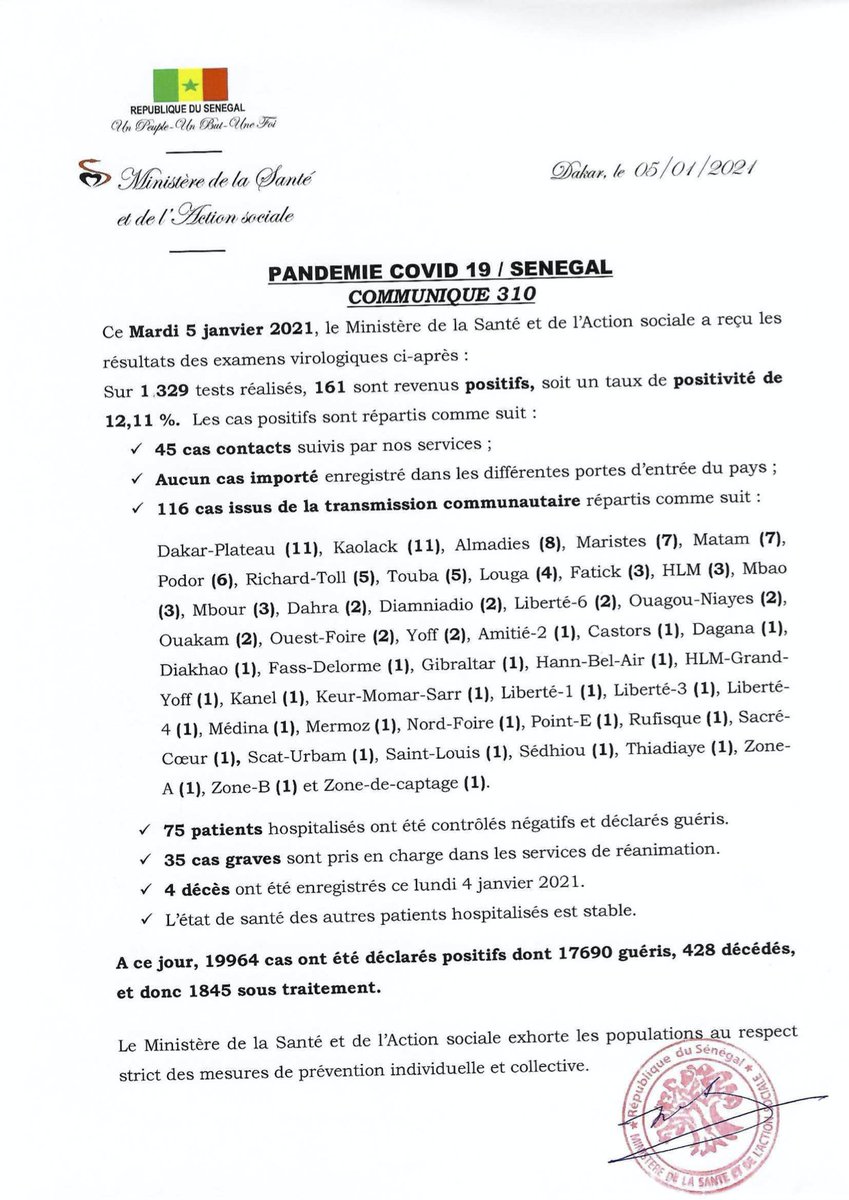 REPUBLIQUE DU SENEGAL
Un Peuple-Un But-Une Foi
Ministère de la Santé
et de l'Action sociale
Dakar, le 05/01/2021
PANDEMIE COVID 19 / SENEGAL
COMMUNIQUE 310
Ce Mardi 5 janvier 2021, le Ministère de la Santé et de l'Action sociale a reçu les
résultats des examens virologiques ci-après :
Sur 1.329 tests réalisés, 161 sont revenus positifs, soit un taux de positivité de
12,11 %. Les cas positifs sont répartis comme suit :
✓ 45 cas contacts suivis par nos services ;
✓ Aucun cas importé enregistré dans les différentes portes d'entrée du pays ;
✓ 116 cas issus de la transmission communautaire répartis comme suit :
Dakar-Plateau (11), Kaolack (11), Almadies (8), Maristes (7), Matam (7),
Podor (6), Richard-Toll (5), Touba (5), Louga (4), Fatick (3), HLM (3), Mbao
(3), Mbour (3), Dahra (2), Diamniadio (2), Liberté-6 (2), Ouagou-Niayes (2),
Ouakam (2), Ouest-Foire (2), Yoff (2), Amitié-2 (1), Castors (1), Dagana (1),
Diakhao (1), Fass-Delorme (1), Gibraltar (1), Hann-Bel-Air (1), HLM-Grand-
Yoff (1), Kanel (1), Keur-Momar-Sarr (1), Liberté-1 (1), Liberté-3 (1), Liberté-
4 (1), Médina (1), Mermoz (1), Nord-Foire (1), Point-E (1), Rufisque (1), Sacré-
Cœur (1), Scat-Urbam (1), Saint-Louis (1), Sédhiou (1), Thiadiaye (1), Zone-
A (1), Zone-B (1) et Zone-de-captage (1).
✓ 75 patients hospitalisés ont été contrôlés négatifs et déclarés guéris.
✓ 35 cas graves sont pris en charge dans les services de réanimation.
✓ 4 décès ont été enregistrés ce lundi 4 janvier 2021.
✓ L'état de santé des autres patients hospitalisés est stable.
A ce jour, 19964 cas ont été déclarés positifs dont 17690 guéris, 428 décédés,
et donc 1845 sous traitement.
Le Ministère de la Santé et de l'Action sociale exhorte les populations au respect
strict des mesures de prévention individuelle et collective.
République du Sénégal
MINISTERE DE LA SANTE ET DE L'ACTION SOCIALE